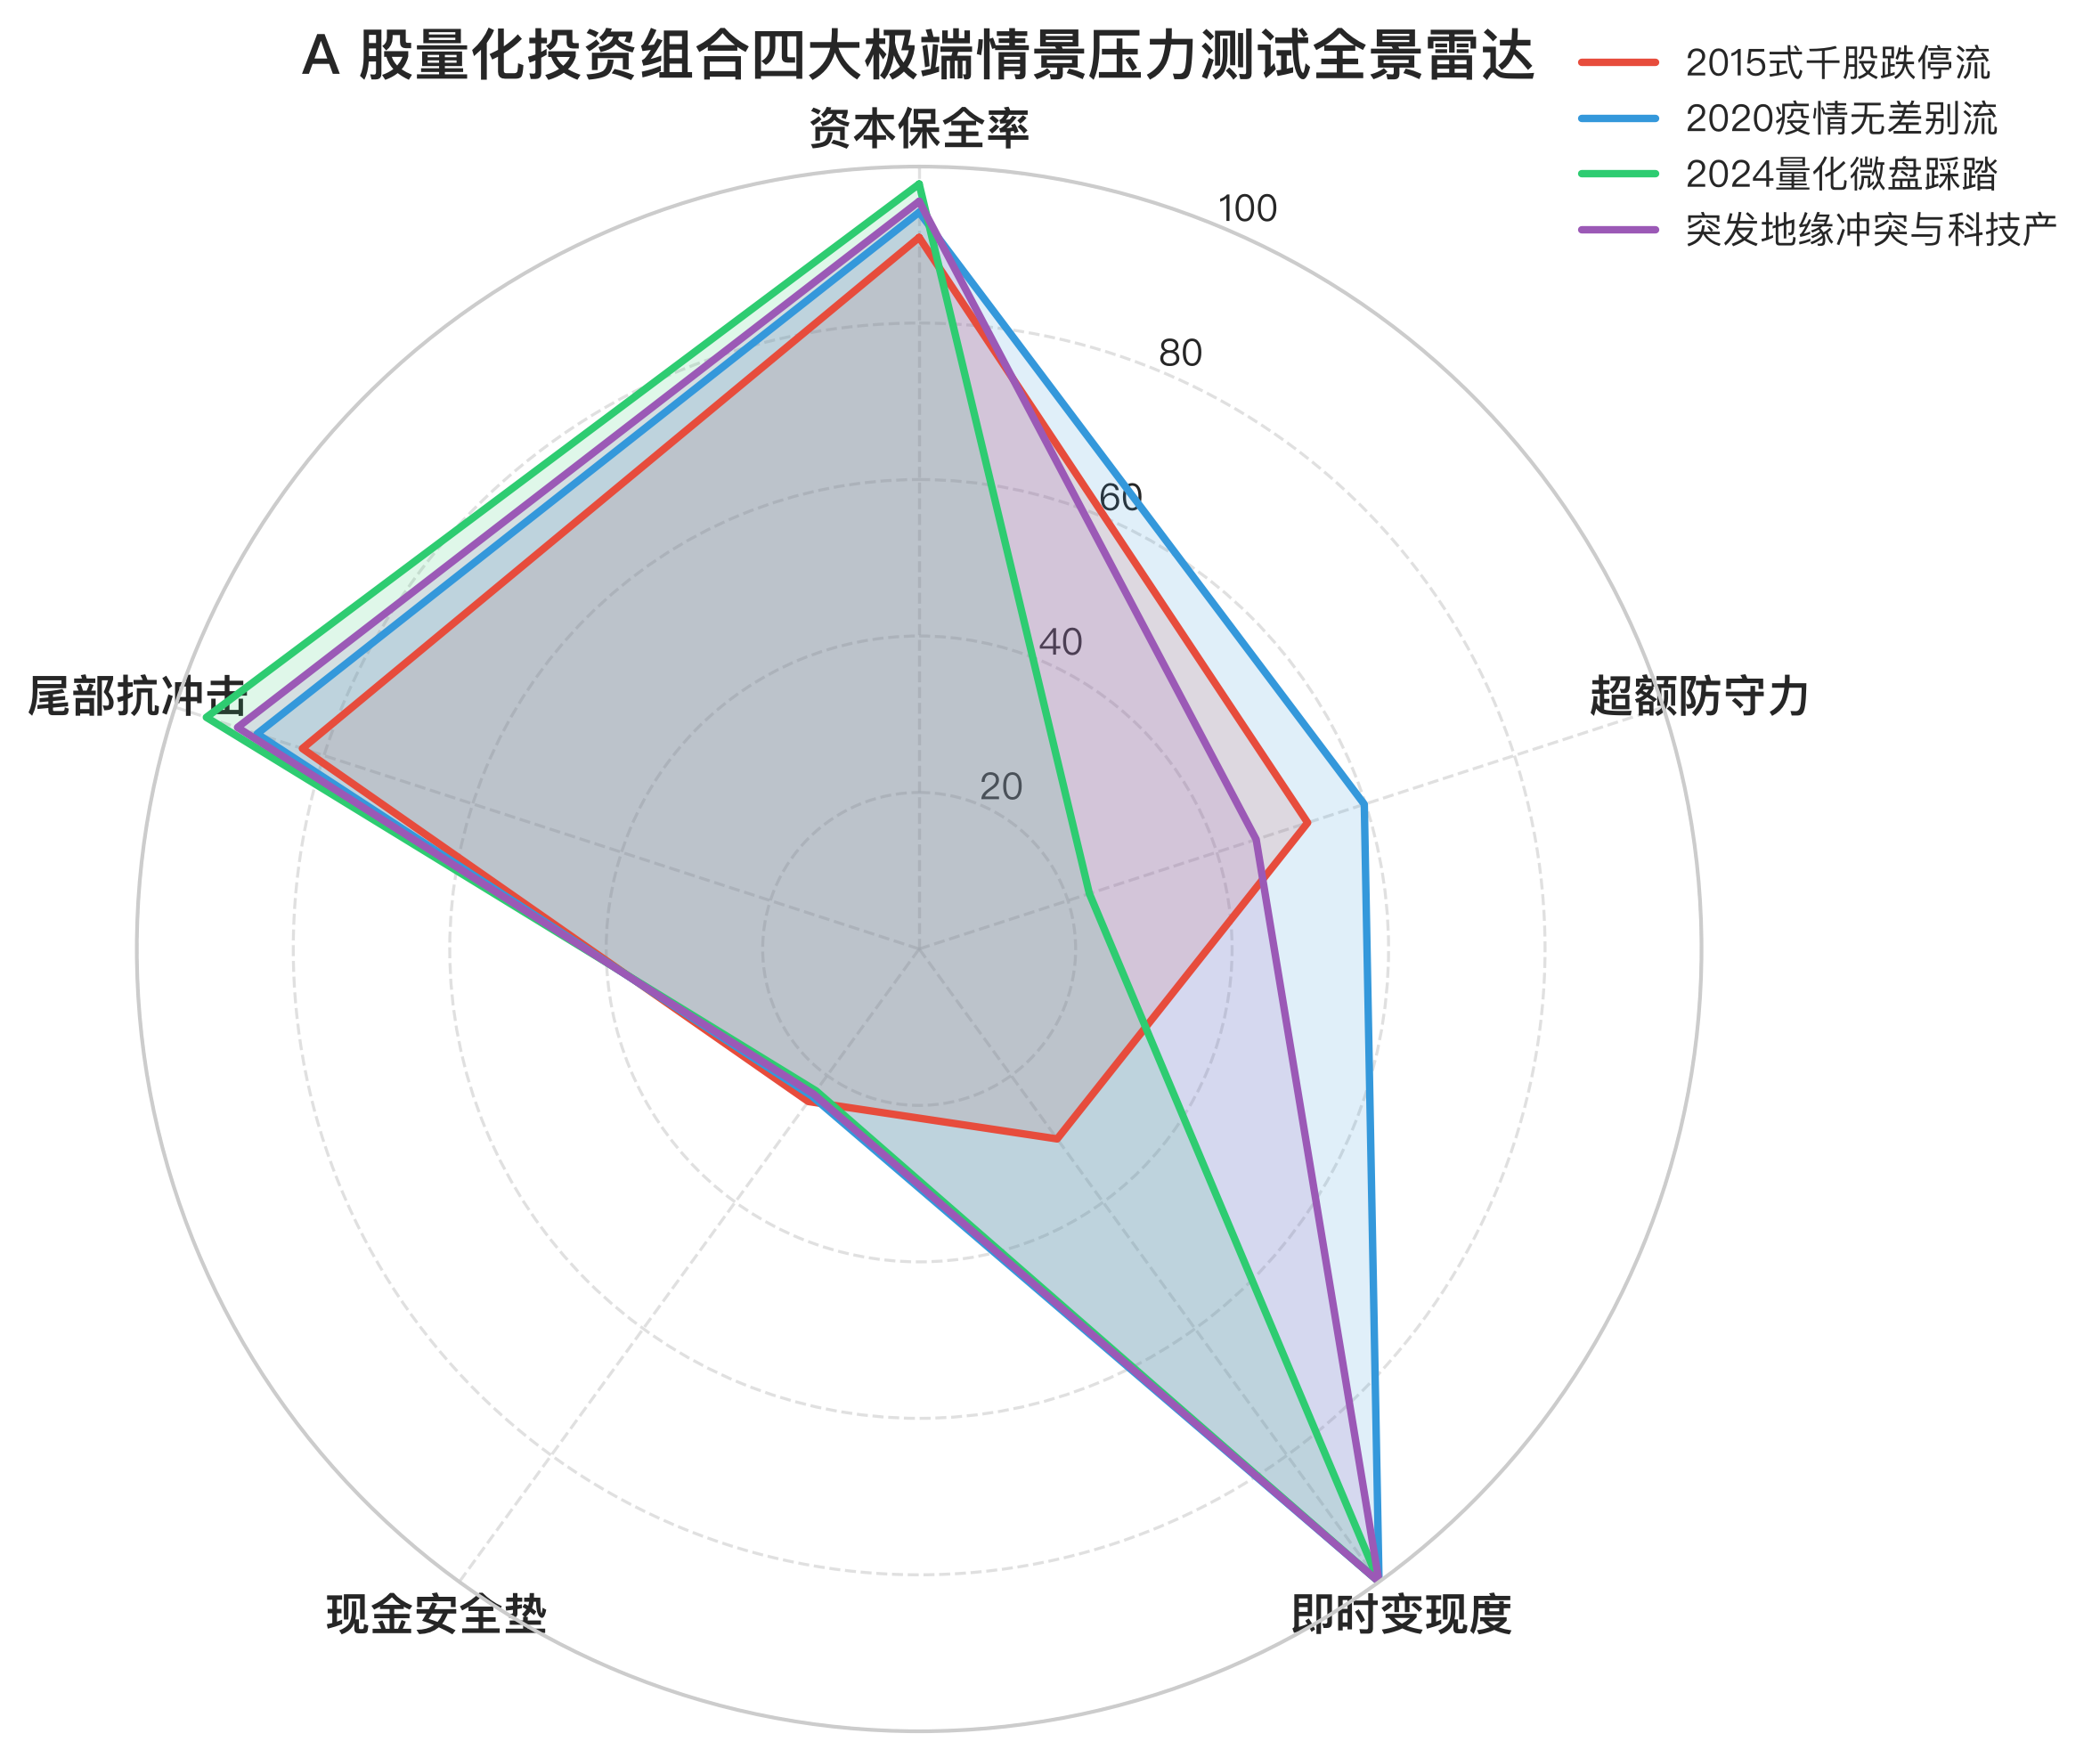 A 股量化投资组合四大极端情景压力测试全景雷达
2015式千股跌停流
2020疫情无差别流
2024量化微盘踩踏
突发地缘冲突与科技产
资本保全率
100
80
60
40
20
尾部抗冲击
超额防守力
现金安全垫
即时变现度